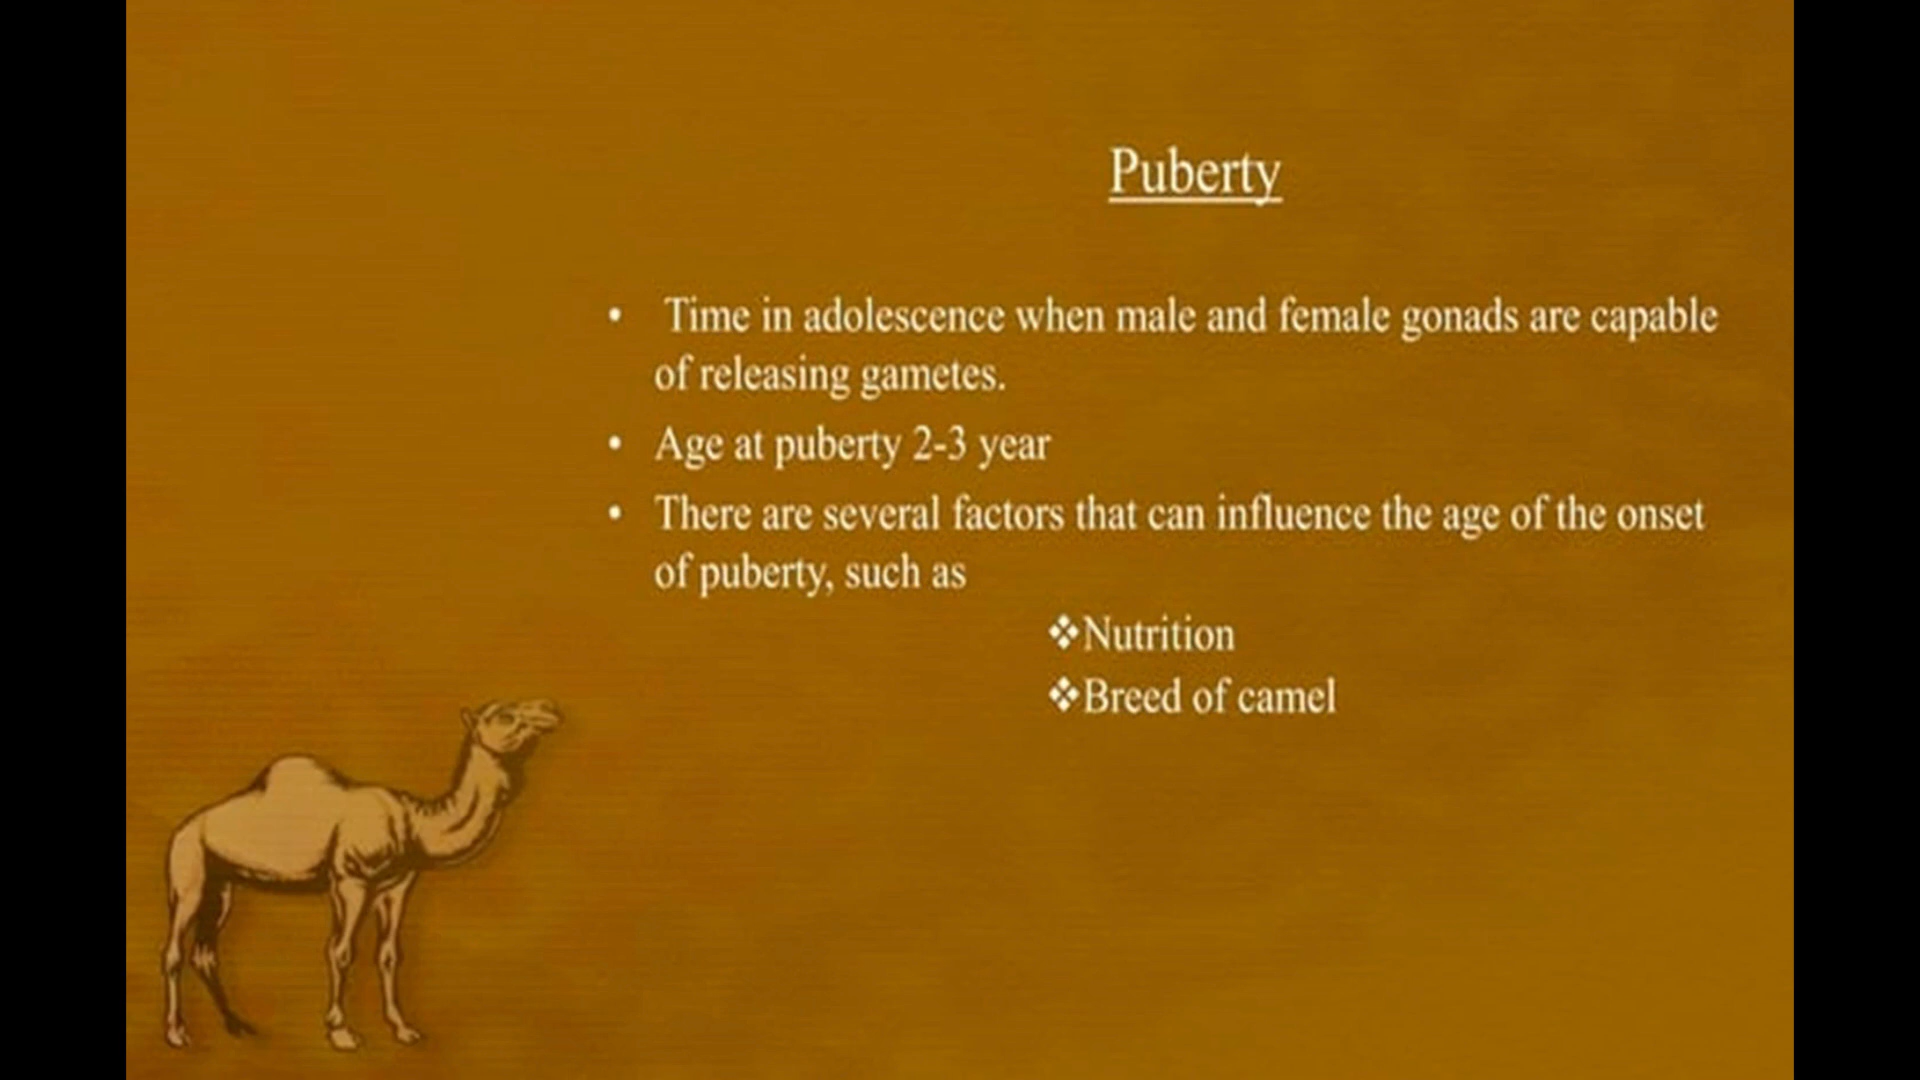 Puberty
• Time in adolescence when male and female gonads are capable
of releasing gametes.
• Age at puberty 2-3 year
• There are several factors that can influence the age of the onset
of puberty, such as
❖Nutrition
❖Breed of camel